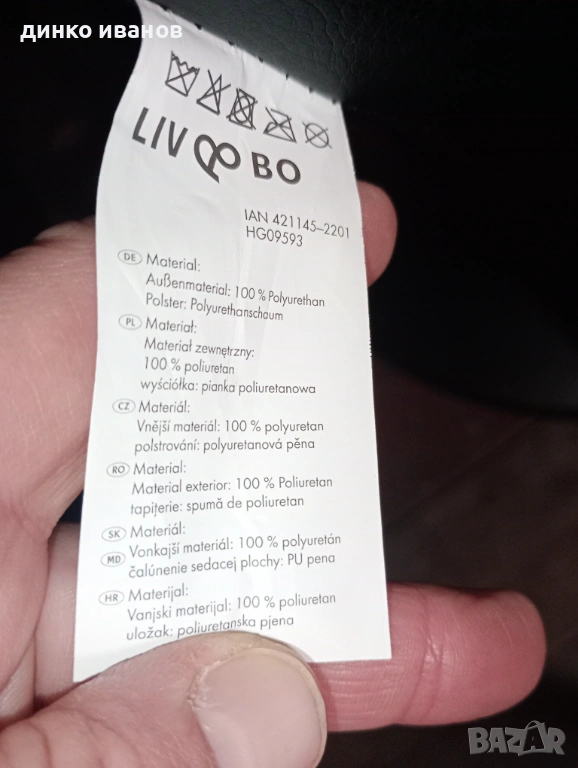 динко иванов
LIV BO
IAN 421145–2201
HG09593
DE Material:
Außenmaterial: 100 % Polyurethan
Polster: Polyurethanschaum
PL Materiał:
Materiał zewnętrzny:
100 % poliuretan
wyściółka: pianka poliuretanowa
CZ Materiál:
Vnější materiál: 100 % polyuretan
polstrování: polyuretanová pěna
RO Material:
Material exterior: 100 % Poliuretan
tapițerie: spumă de poliuretan
SK Materiál:
MD Vonkajší materiál: 100 % polyuretán
čalúnenie sedacej plochy: PU pena
HR Materijal:
Vanjski materijal: 100 % poliuretan
uložak: poliuretanska pjena
BAZAR